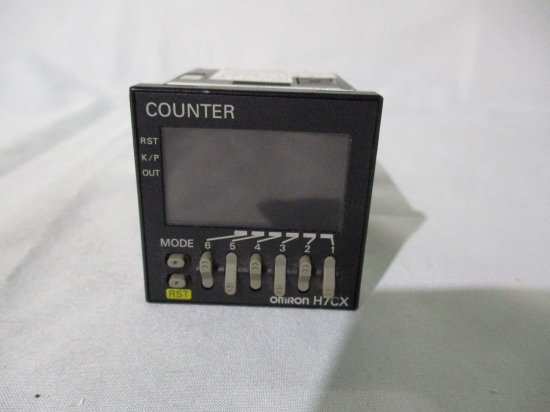 COUNTER
RST
K/P
OUT
MODE
6 5 4 3 2 1
RST
omron H7CX